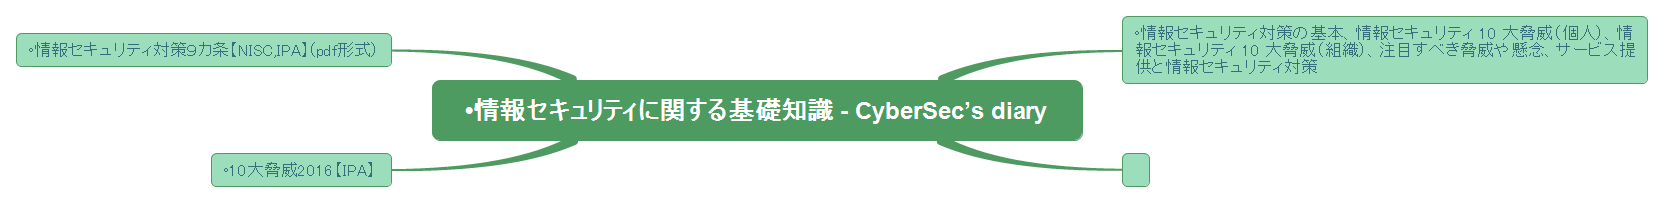 •情報セキュリティ対策9カ条【NISC,IPA】(pdf形式)
•情報セキュリティ対策の基本、情報セキュリティ 10 大脅威(個人)、情
報セキュリティ 10 大脅威(組織)、注目すべき脅威や懸念、サービス提
供と情報セキュリティ対策
•情報セキュリティに関する基礎知識 - CyberSec’s diary
•10大脅威2016【IPA】